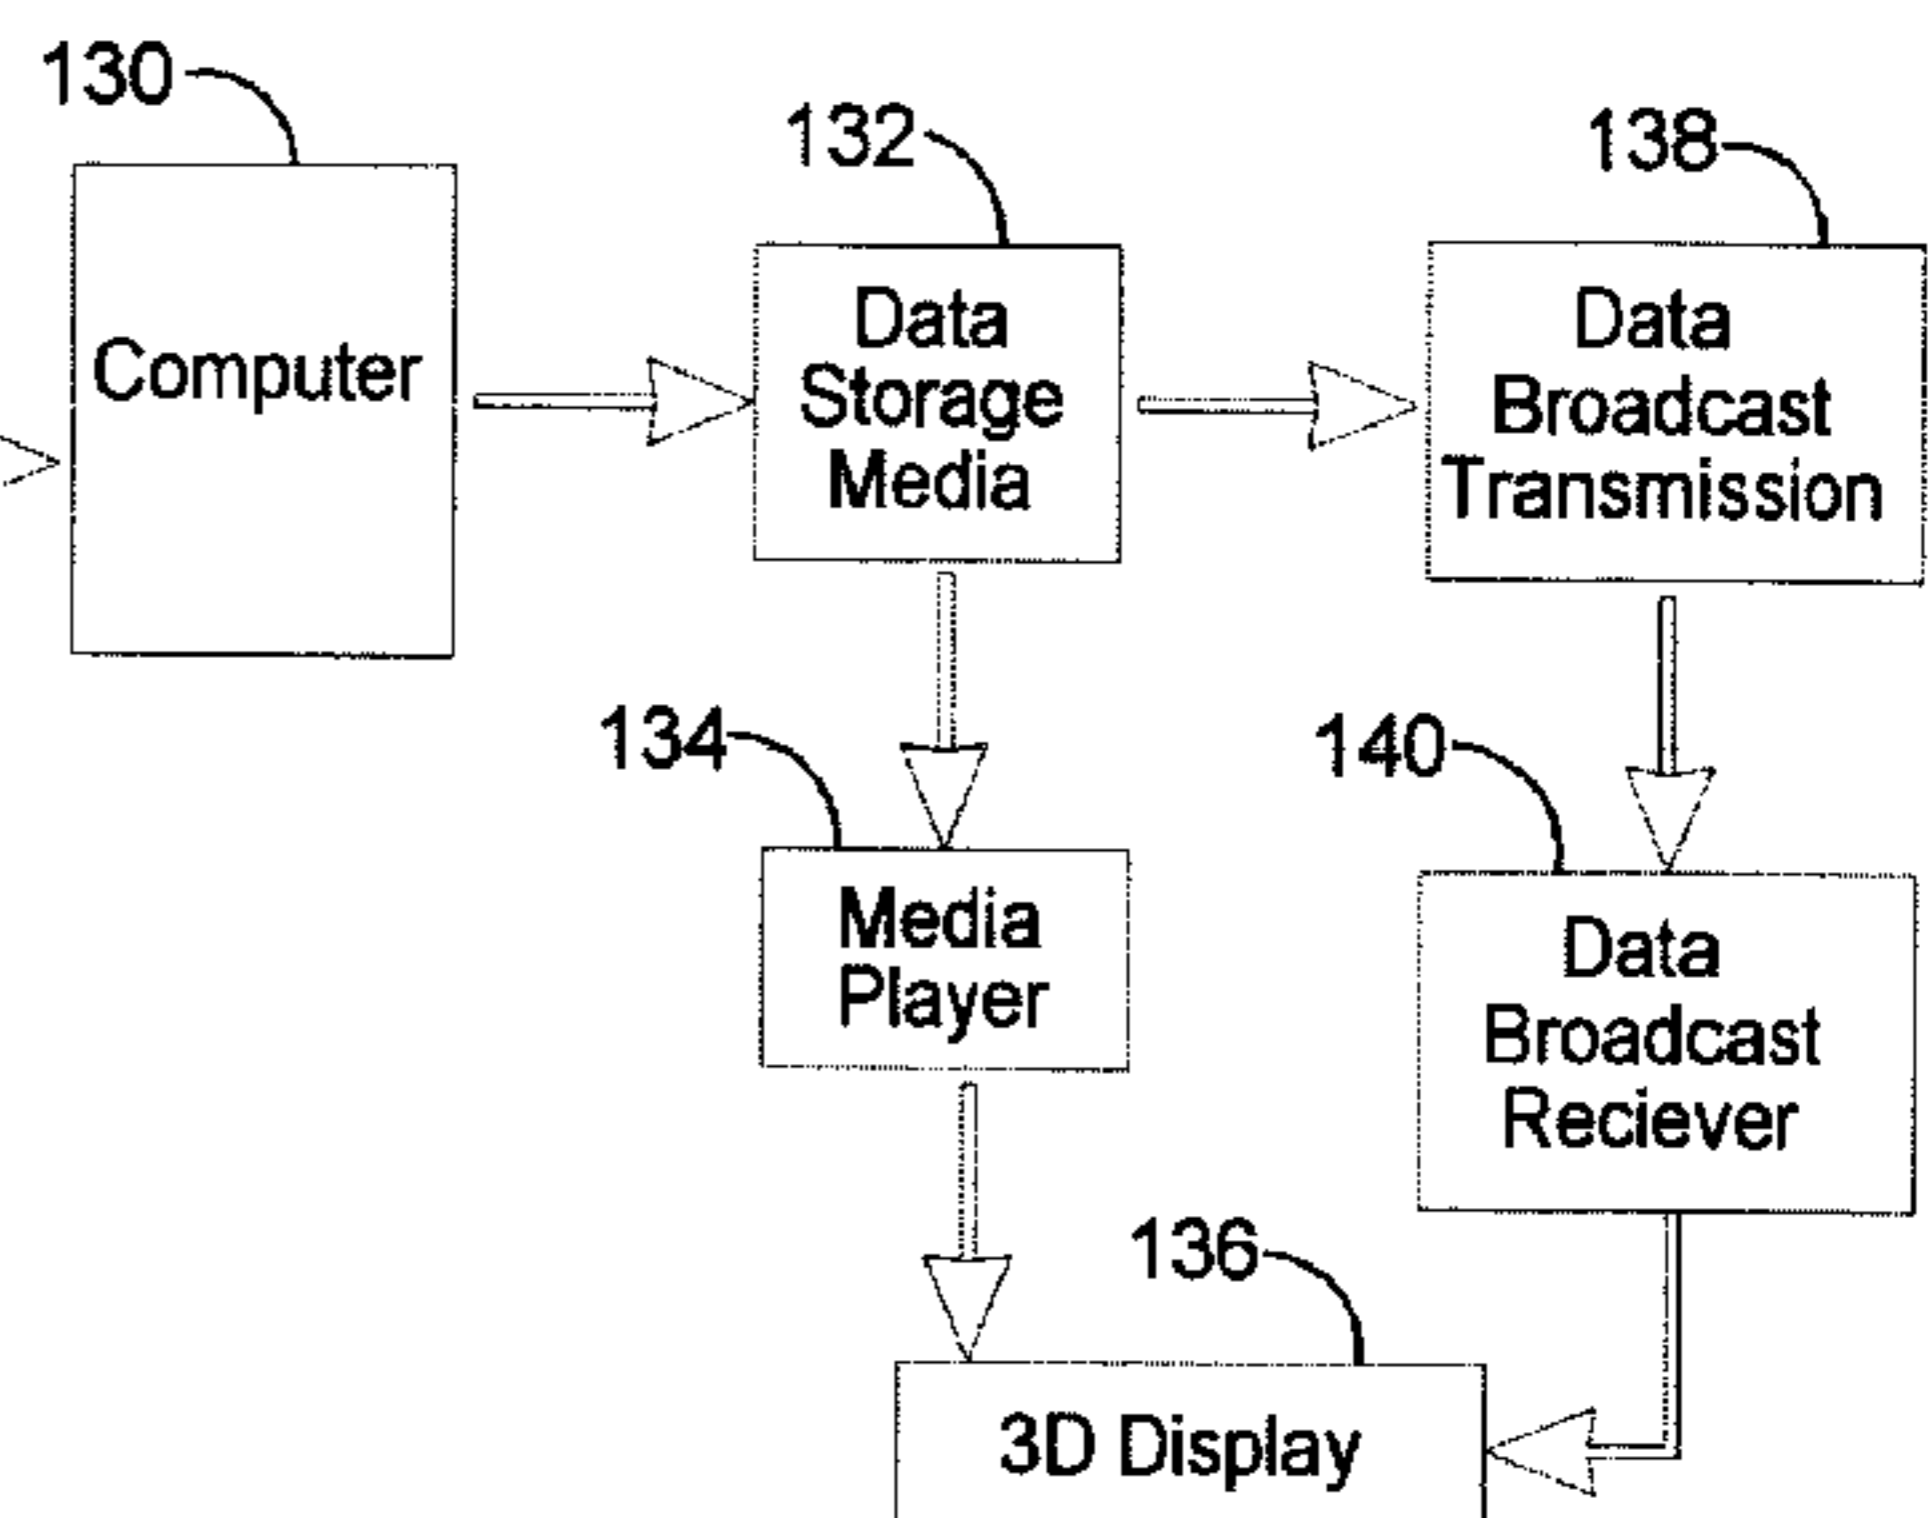 130
132
138
Computer
Data
Storage
Media
Data
Broadcast
Transmission
134
140
Media
Player
Data
Broadcast
Reciever
136
3D Display